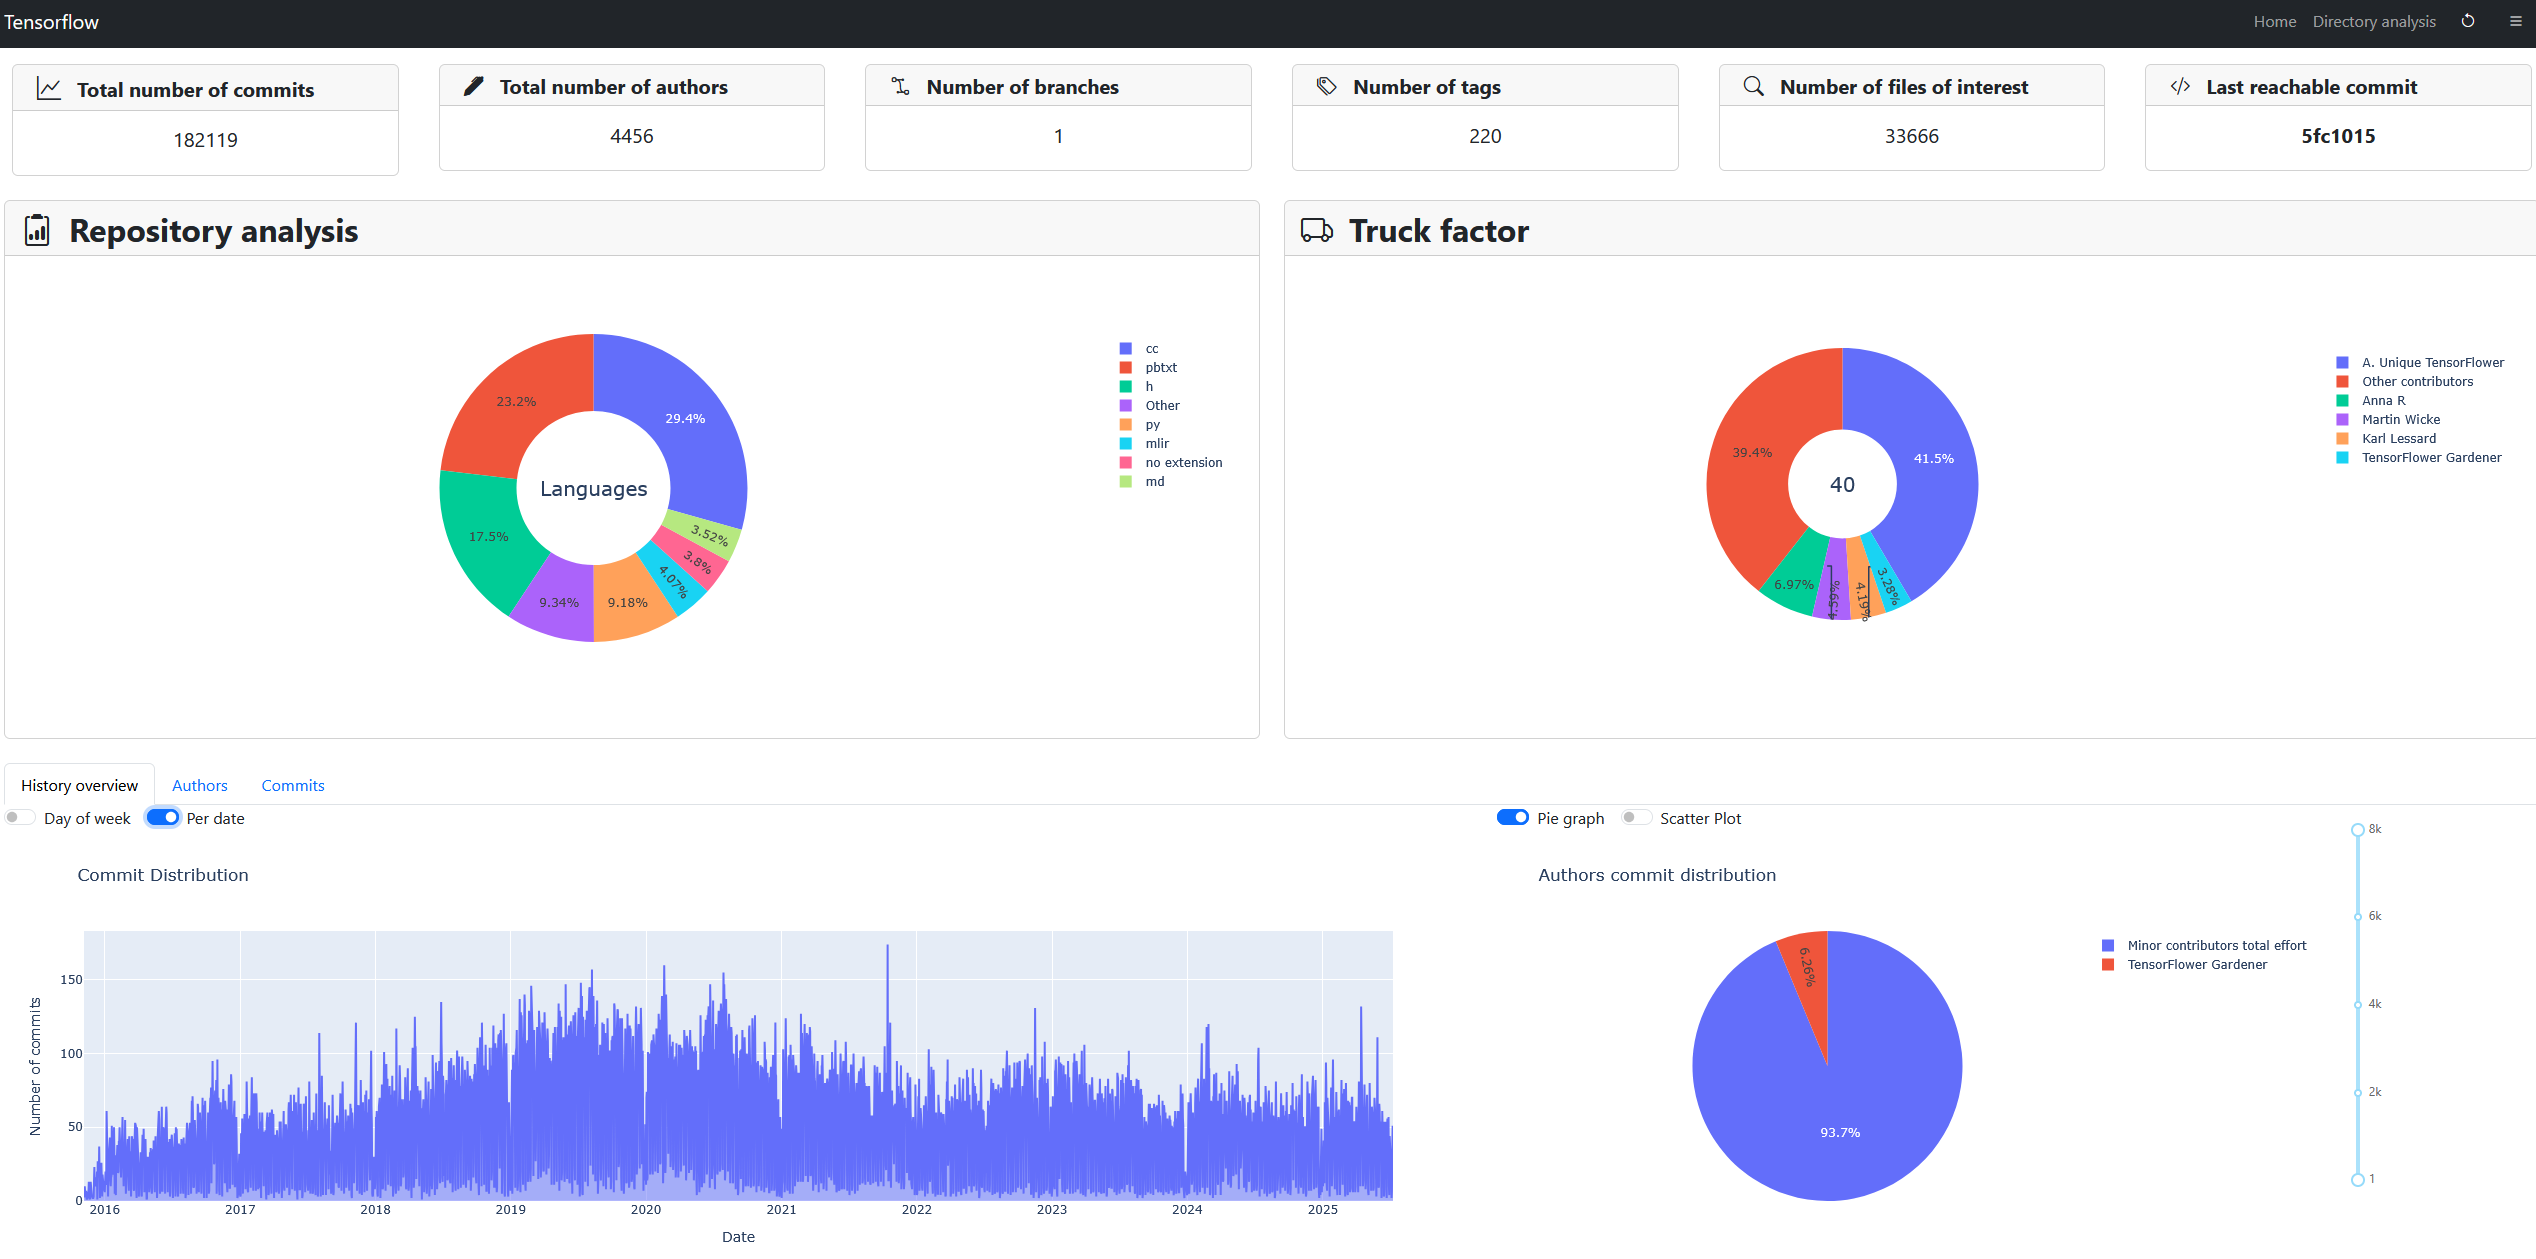 Tensorflow
Home Directory analysis
Total number of commits
182119
Total number of authors
4456
Number of branches
1
Number of tags
220
Number of files of interest
33666
Last reachable commit
5fc1015
Repository analysis
29.4%
23.2%
17.5%
9.34%
9.18%
4.07%
3.8%
3.52%
Languages
cc
pbtxt
h
Other
py
mlir
no extension
md
Truck factor
41.5%
39.4%
6.97%
4.59%
4.19%
3.28%
40
A. Unique TensorFlower
Other contributors
Anna R
Martin Wicke
Karl Lessard
TensorFlower Gardener
History overview Authors Commits
Day of week Per date
Commit Distribution
Number of commits
150
100
50
0
2016 2017 2018 2019 2020 2021 2022 2023 2024 2025
Date
Pie graph Scatter Plot
Authors commit distribution
6.26%
93.7%
Minor contributors total effort
TensorFlower Gardener
8k
6k
4k
2k
1